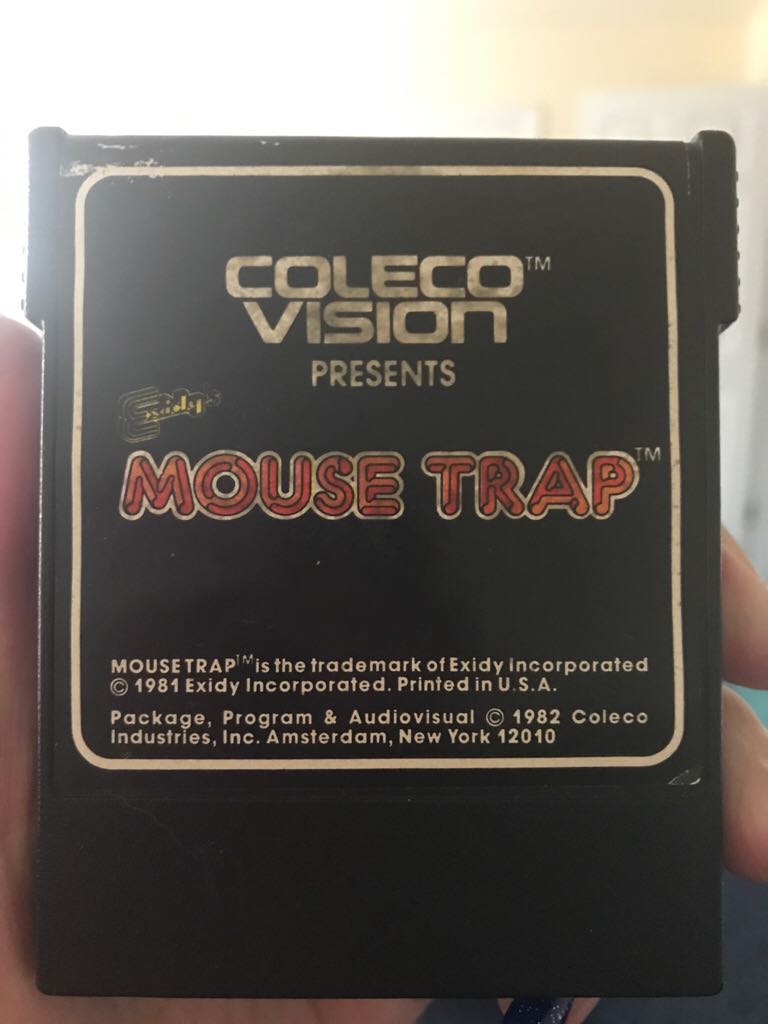 COLECO™
VISION
PRESENTS
Exidy's
MOUSE TRAP™
MOUSE TRAP™ is the trademark of Exidy Incorporated
© 1981 Exidy Incorporated. Printed in U.S.A.
Package, Program & Audiovisual © 1982 Coleco
Industries, Inc. Amsterdam, New York 12010